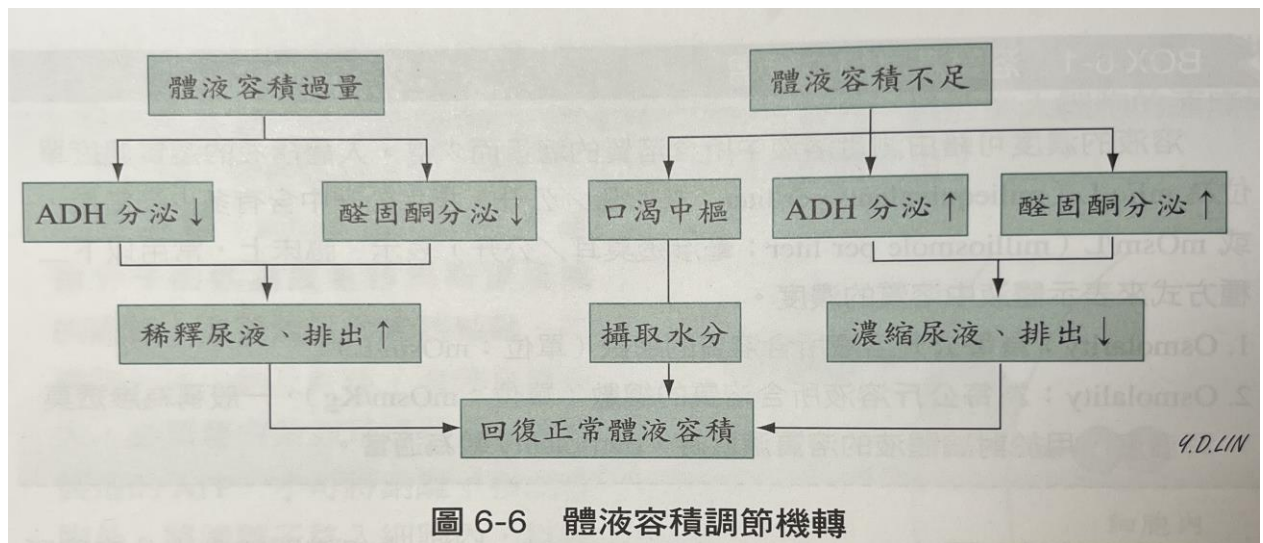 體液容積過量
體液容積不足
ADH 分泌↓
醛固酮分泌↓
口渴中樞
ADH 分泌↑
醛固酮分泌↑
稀釋尿液、排出↑
攝取水分
濃縮尿液、排出↓
回復正常體液容積
Y.D.LIN
圖 6-6 體液容積調節機轉